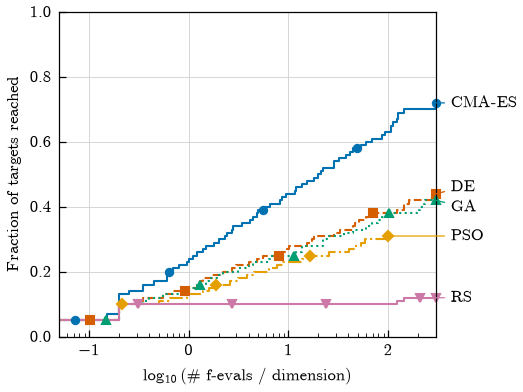 1.0
0.8
0.6
0.4
0.2
0.0
Fraction of targets reached
CMA-ES
DE
GA
PSO
RS
−1 0 1 2
log₁₀ (# f-evals / dimension)